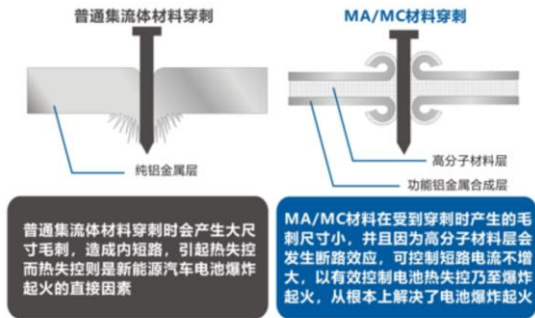 普通集流体材料穿刺
MA/MC材料穿刺
纯铝金属层
高分子材料层
功能铝金属合成层
普通集流体材料穿刺时会产生大尺
寸毛刺，造成内短路，引起热失控
而热失控则是新能源汽车电池爆炸
起火的直接因素
MA/MC材料在受到穿刺时产生的毛
刺尺寸小，并且因为高分子材料层会
发生断路效应，可控制短路电流不增
大，以有效控制电池热失控乃至爆炸
起火，从根本上解决了电池爆炸起火